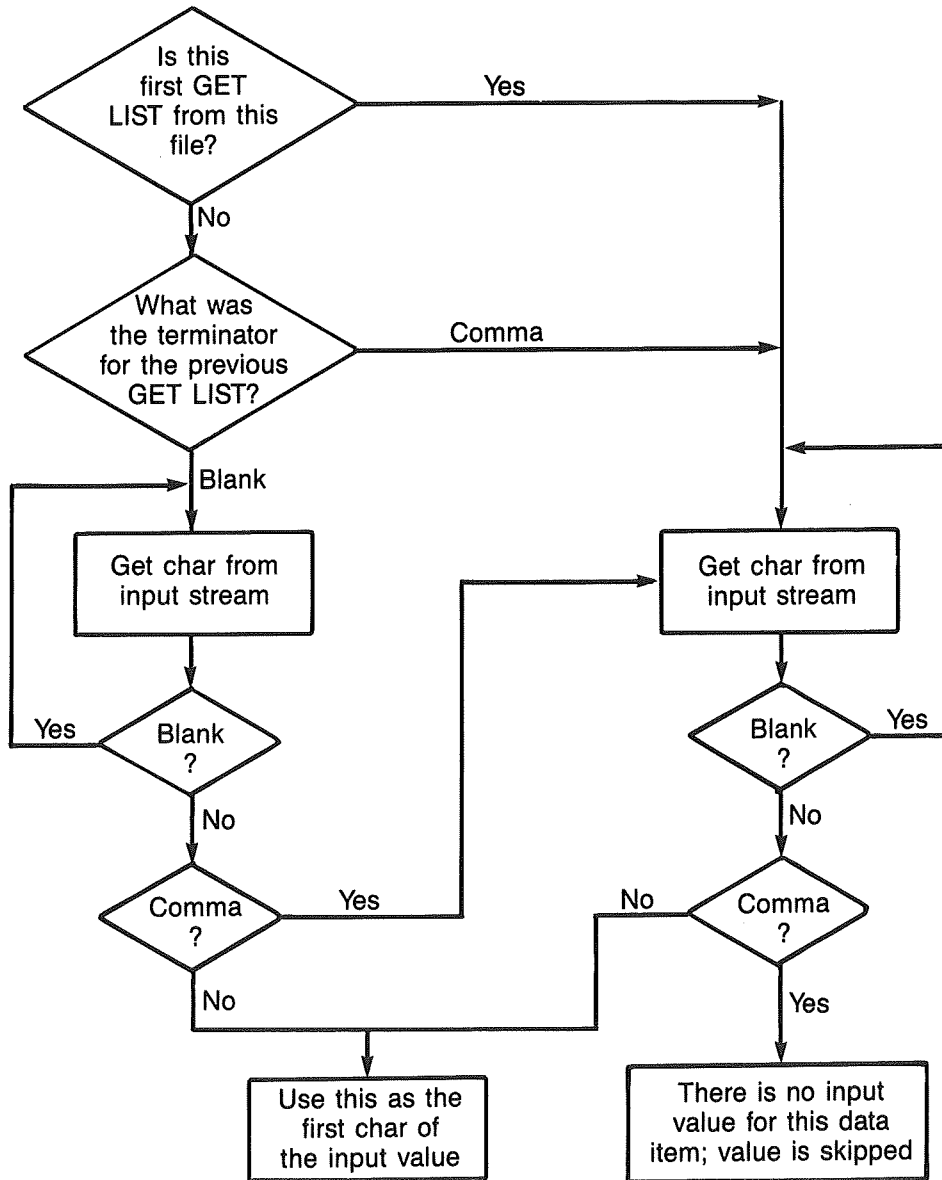 Is this
first GET
LIST from this
file?
Yes
No
What was
the terminator
for the previous
GET LIST?
Comma
Blank
Get char from
input stream
Get char from
input stream
Yes
Blank
?
Blank
?
Yes
No
No
Comma
?
Yes
No
Comma
?
No
Yes
Use this as the
first char of
the input value
There is no input
value for this data
item; value is skipped